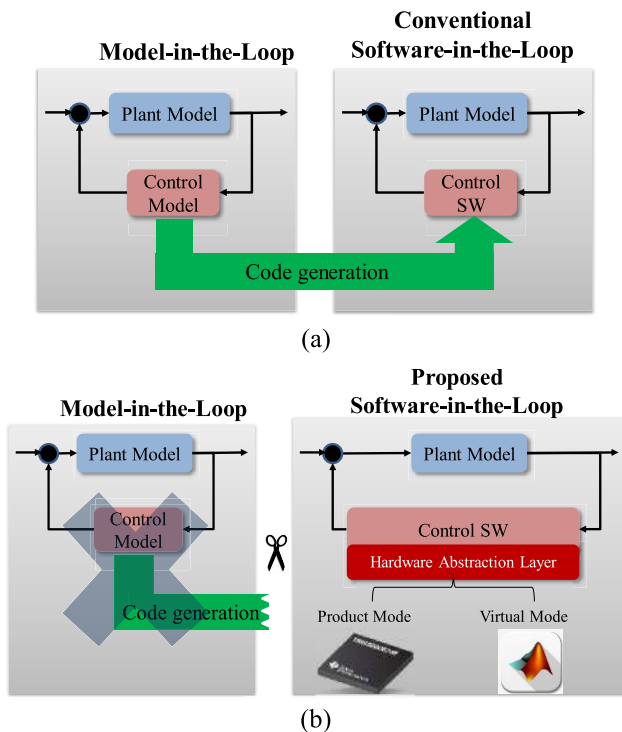 Model-in-the-Loop
Conventional
Software-in-the-Loop
Plant Model
Control
Model
Plant Model
Control
SW
Code generation
(a)
Model-in-the-Loop
Proposed
Software-in-the-Loop
Plant Model
Control
Model
Code generation
Plant Model
Control SW
Hardware Abstraction Layer
Product Mode
Virtual Mode
(b)